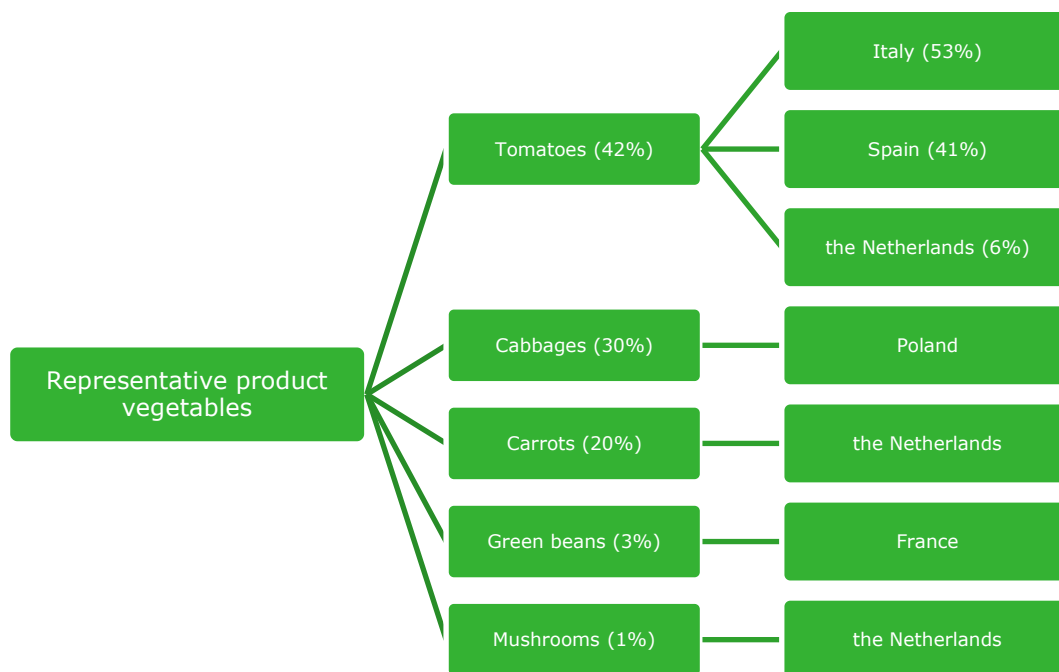 Representative product
vegetables
Tomatoes (42%)
Italy (53%)
Spain (41%)
the Netherlands (6%)
Cabbages (30%)
Poland
Carrots (20%)
the Netherlands
Green beans (3%)
France
Mushrooms (1%)
the Netherlands